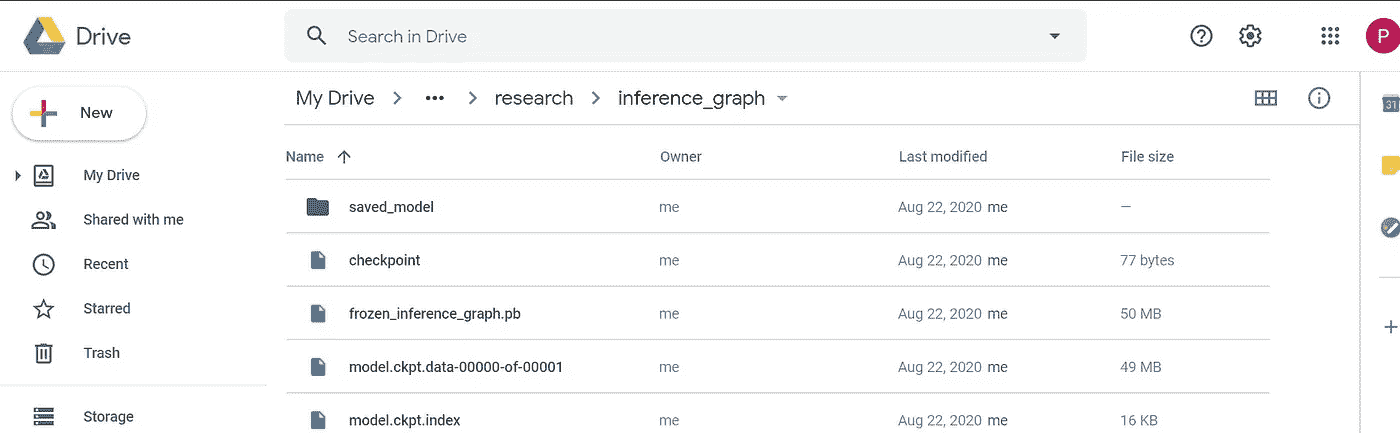 Drive
Search in Drive
P
My Drive > ••• > research > inference_graph
New
Name Owner Last modified File size
My Drive
saved_model me Aug 22, 2020 me —
Shared with me
Recent
checkpoint me Aug 22, 2020 me 77 bytes
Starred
frozen_inference_graph.pb me Aug 22, 2020 me 50 MB
Trash
model.ckpt.data-00000-of-00001 me Aug 22, 2020 me 49 MB
Storage
model.ckpt.index me Aug 22, 2020 me 16 KB
31